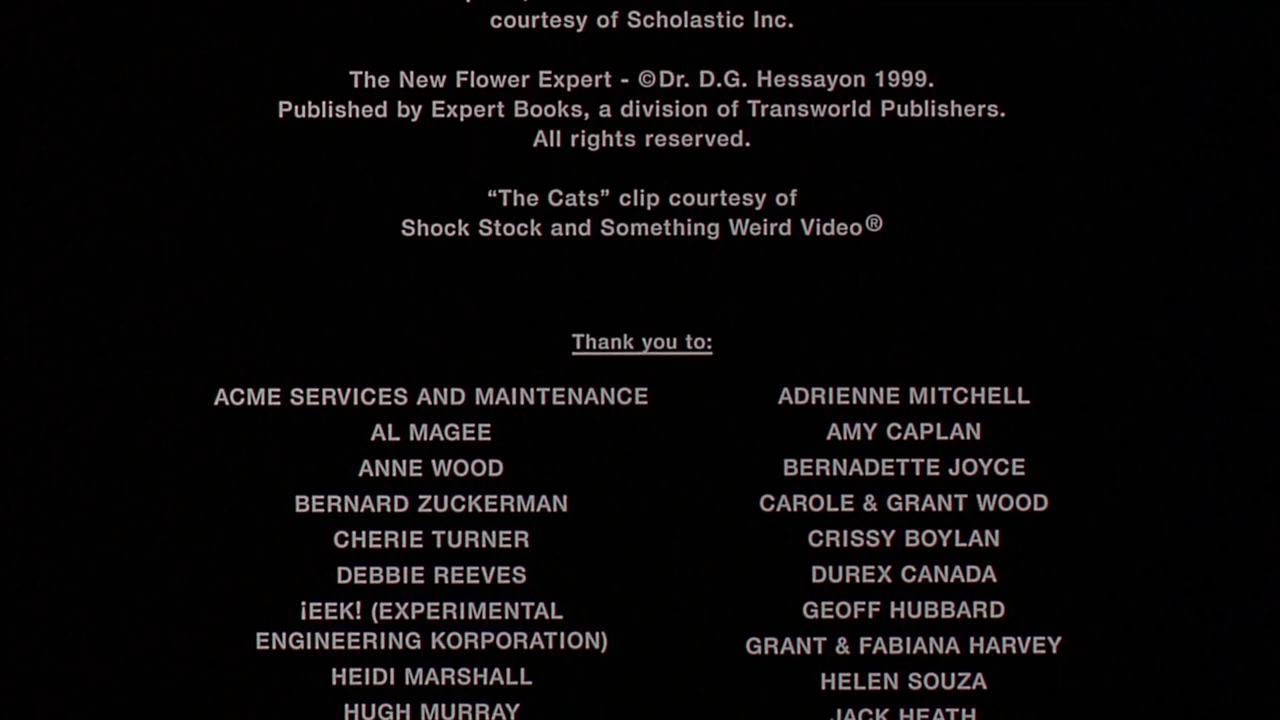 courtesy of Scholastic Inc.
The New Flower Expert - ©Dr. D.G. Hessayon 1999.
Published by Expert Books, a division of Transworld Publishers.
All rights reserved.
“The Cats” clip courtesy of
Shock Stock and Something Weird Video®
Thank you to:
ACME SERVICES AND MAINTENANCE
AL MAGEE
ANNE WOOD
BERNARD ZUCKERMAN
CHERIE TURNER
DEBBIE REEVES
¡EEK! (EXPERIMENTAL
ENGINEERING KORPORATION)
HEIDI MARSHALL
HUGH MURRAY
ADRIENNE MITCHELL
AMY CAPLAN
BERNADETTE JOYCE
CAROLE & GRANT WOOD
CRISSY BOYLAN
DUREX CANADA
GEOFF HUBBARD
GRANT & FABIANA HARVEY
HELEN SOUZA
JACK HEATH